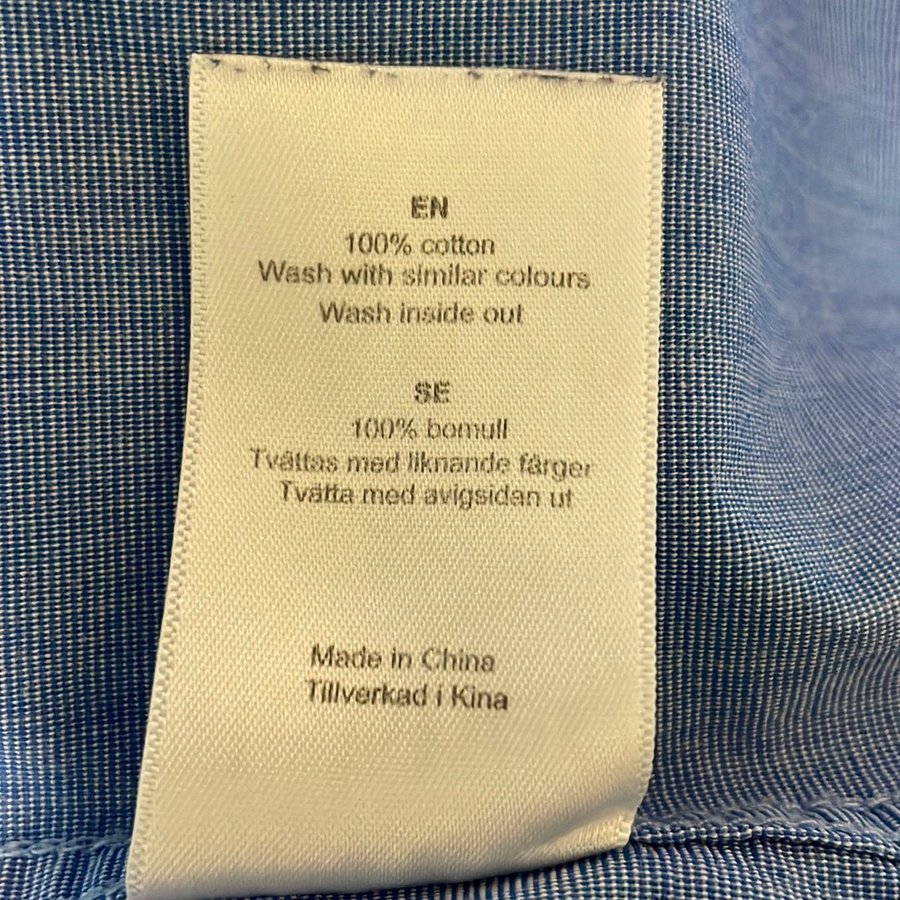 EN
100% cotton
Wash with similar colours
Wash inside out
SE
100% bomull
Tvättas med liknande färger
Tvätta med avigsidan ut
Made in China
Tillverkad i Kina